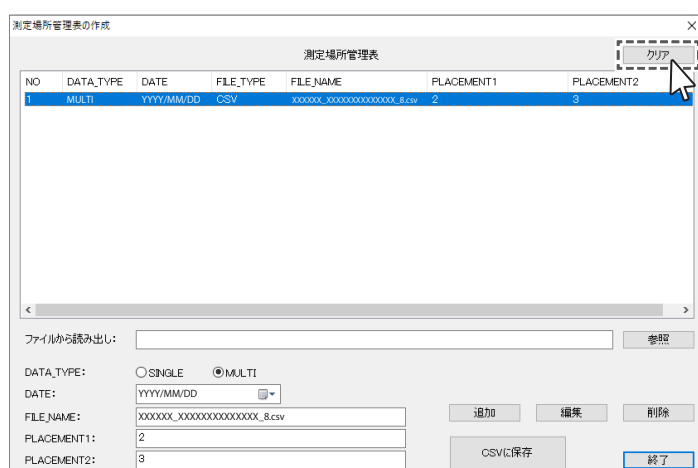 測定場所管理表の作成
測定場所管理表 クリア
NO DATA_TYPE DATE FILE_TYPE FILE_NAME PLACEMENT1 PLACEMENT2
1 MULTI YYYY/MM/DD CSV XXXXXX_XXXXXXXXXXXXXX_8.csv 2 3
ファイルから読み出し: 参照
DATA_TYPE: SINGLE MULTI
DATE: YYYY/MM/DD
FILE_NAME: XXXXXX_XXXXXXXXXXXXXX_8.csv 追加 編集 削除
PLACEMENT1: 2
CSVに保存
PLACEMENT2: 3 終了